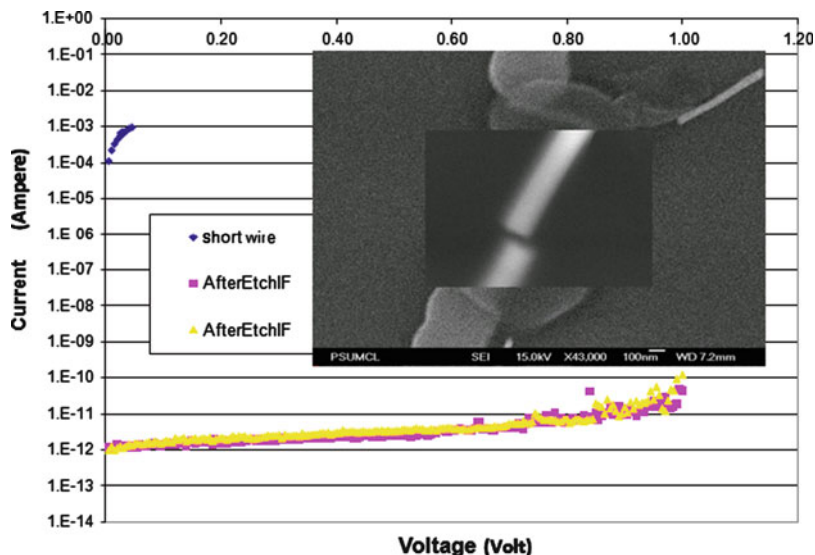 1.E+00
0.00 0.20 0.40 0.60 0.80 1.00 1.20
1.E-01
1.E-02
1.E-03
1.E-04
1.E-05
1.E 06
1.E-07
1.E-08
1.E-09
1.E-10
1.E-11
1.E-12
1.E-13
1.E-14
Current (Ampere)
short wire
AfterEtchIF
AfterEtchIF
PSUMCL SEI 15.0kV X43,000 100nm WD 7.2mm
Voltage (Volt)